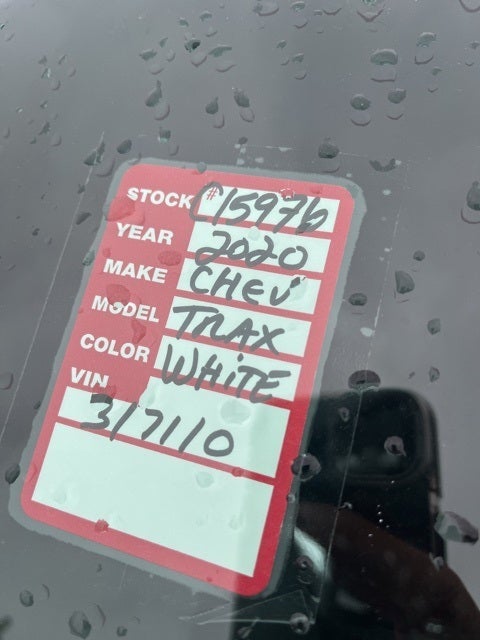 STOCK # C15976
YEAR 2020
MAKE CHEV
MODEL TRAX
COLOR WHITE
VIN
317110